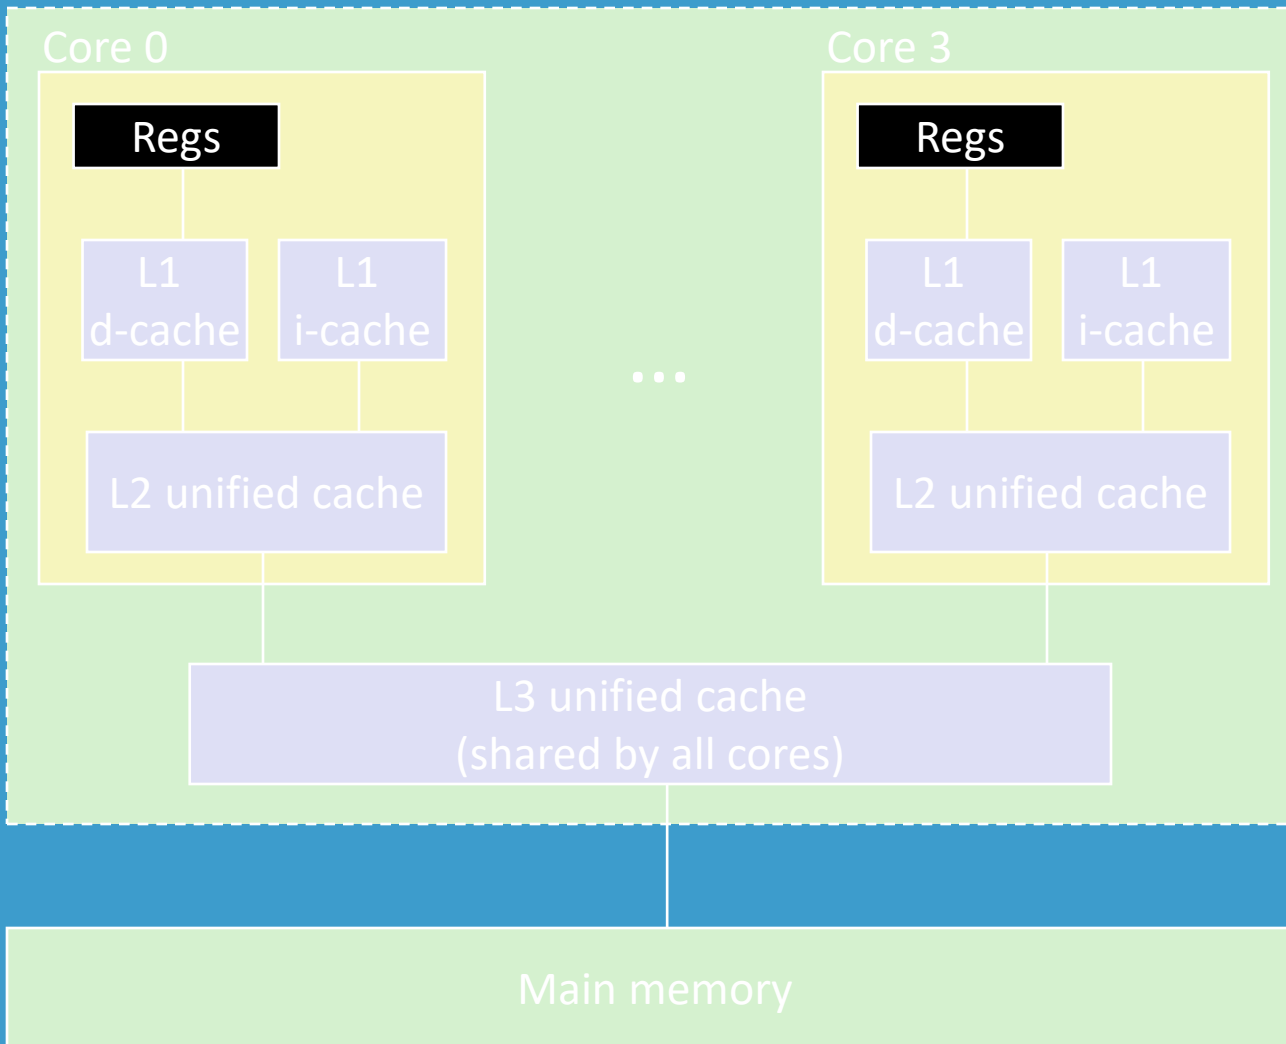 Core 0
Core 3
Regs
Regs
L1
d-cache
L1
i-cache
L1
d-cache
L1
i-cache
…
L2 unified cache
L2 unified cache
L3 unified cache
(shared by all cores)
Main memory